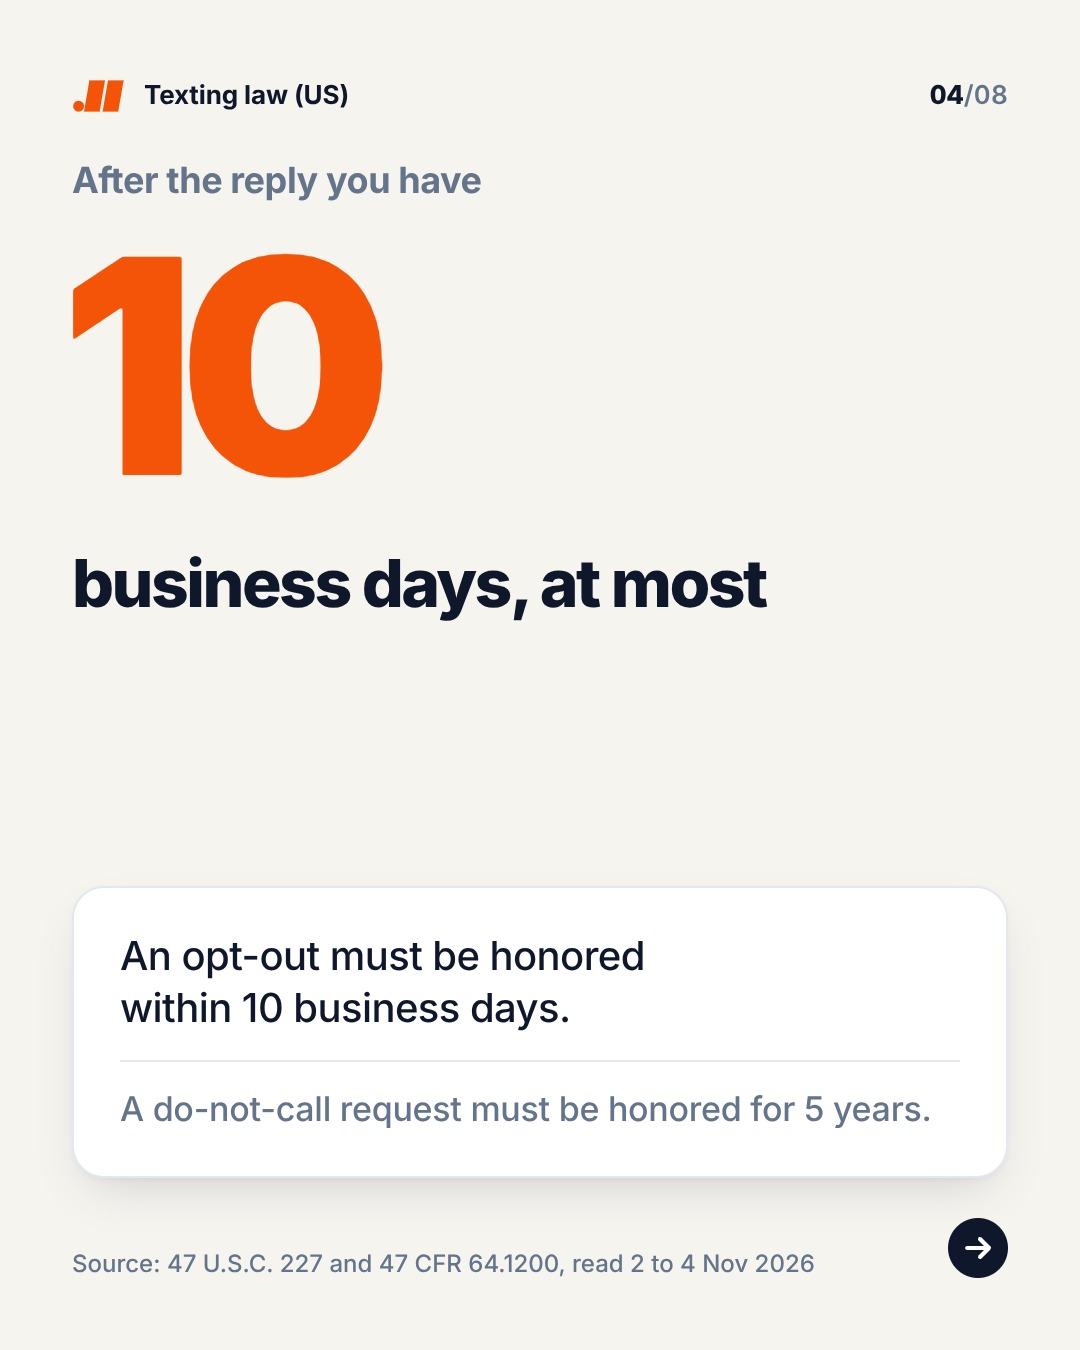 Texting law (US)
04/08
After the reply you have
10
business days, at most
An opt-out must be honored
within 10 business days.
A do-not-call request must be honored for 5 years.
Source: 47 U.S.C. 227 and 47 CFR 64.1200, read 2 to 4 Nov 2026